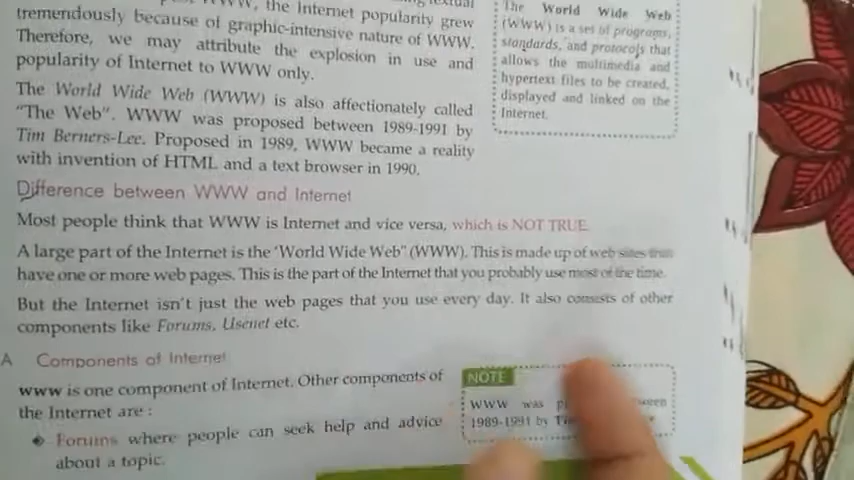 WWW, the Internet popularity grew
tremendously because of graphic-intensive nature of WWW.
Therefore, we may attribute the explosion in use and
popularity of Internet to WWW only.
The World Wide Web (WWW) is also affectionately called
"The Web". WWW was proposed between 1989-1991 by
Tim Berners-Lee. Proposed in 1989, WWW became a reality
with invention of HTML and a text browser in 1990.
The World Wide Web
(WWW) is a set of programs,
standards, and protocols that
allows the multimedia and
hypertext files to be created,
displayed and linked on the
Internet.
Difference between WWW and Internet
Most people think that WWW is Internet and vice versa, which is NOT TRUE.
A large part of the Internet is the 'World Wide Web" (WWW). This is made up of web sites that
have one or more web pages. This is the part of the Internet that you probably use most of the time.
But the Internet isn't just the web pages that you use every day. It also consists of other
components like Forums, Usenet etc.
A Components of Internet
www is one component of Internet. Other components of
the Internet are :
Forums where people can seek help and advice
about a topic.
NOTE
WWW was
1989-1991 by